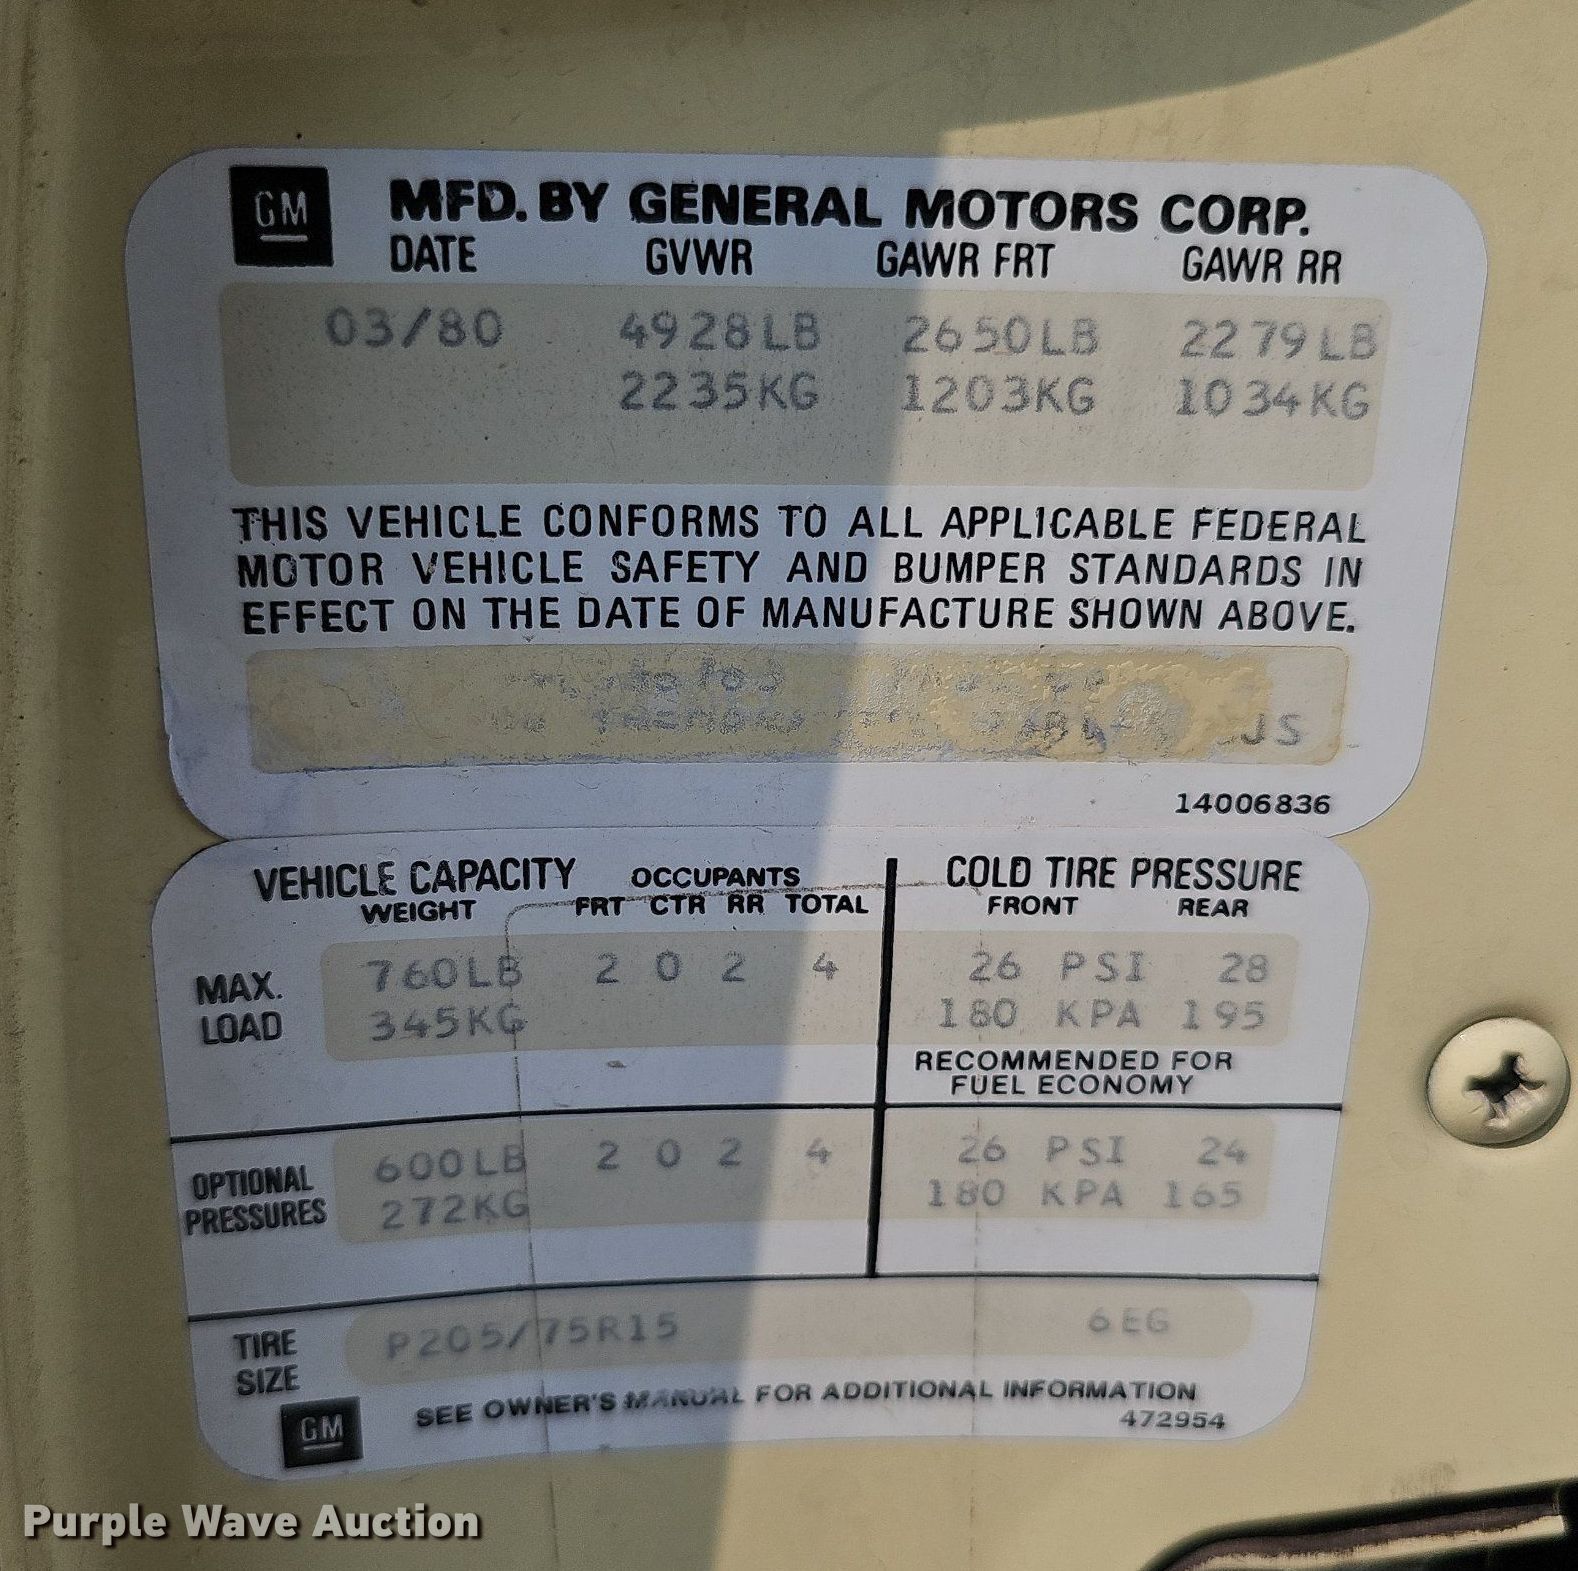 GM MFD. BY GENERAL MOTORS CORP.
DATE GVWR GAWR FRT GAWR RR
03/80 4928LB 2650LB 2279LB
2235KG 1203KG 1034KG
THIS VEHICLE CONFORMS TO ALL APPLICABLE FEDERAL
MOTOR VEHICLE SAFETY AND BUMPER STANDARDS IN
EFFECT ON THE DATE OF MANUFACTURE SHOWN ABOVE.
JS
14006836
VEHICLE CAPACITY OCCUPANTS COLD TIRE PRESSURE
WEIGHT FRT CTR RR TOTAL FRONT REAR
MAX. 760LB 2 0 2 4 26 PSI 28
LOAD 345KG 180 KPA 195
RECOMMENDED FOR
FUEL ECONOMY
OPTIONAL 600LB 2 0 2 4 26 PSI 24
PRESSURES 272KG 180 KPA 165
TIRE P205/75R15 6EG
SIZE
GM SEE OWNER'S MANUAL FOR ADDITIONAL INFORMATION
472954
Purple Wave Auction